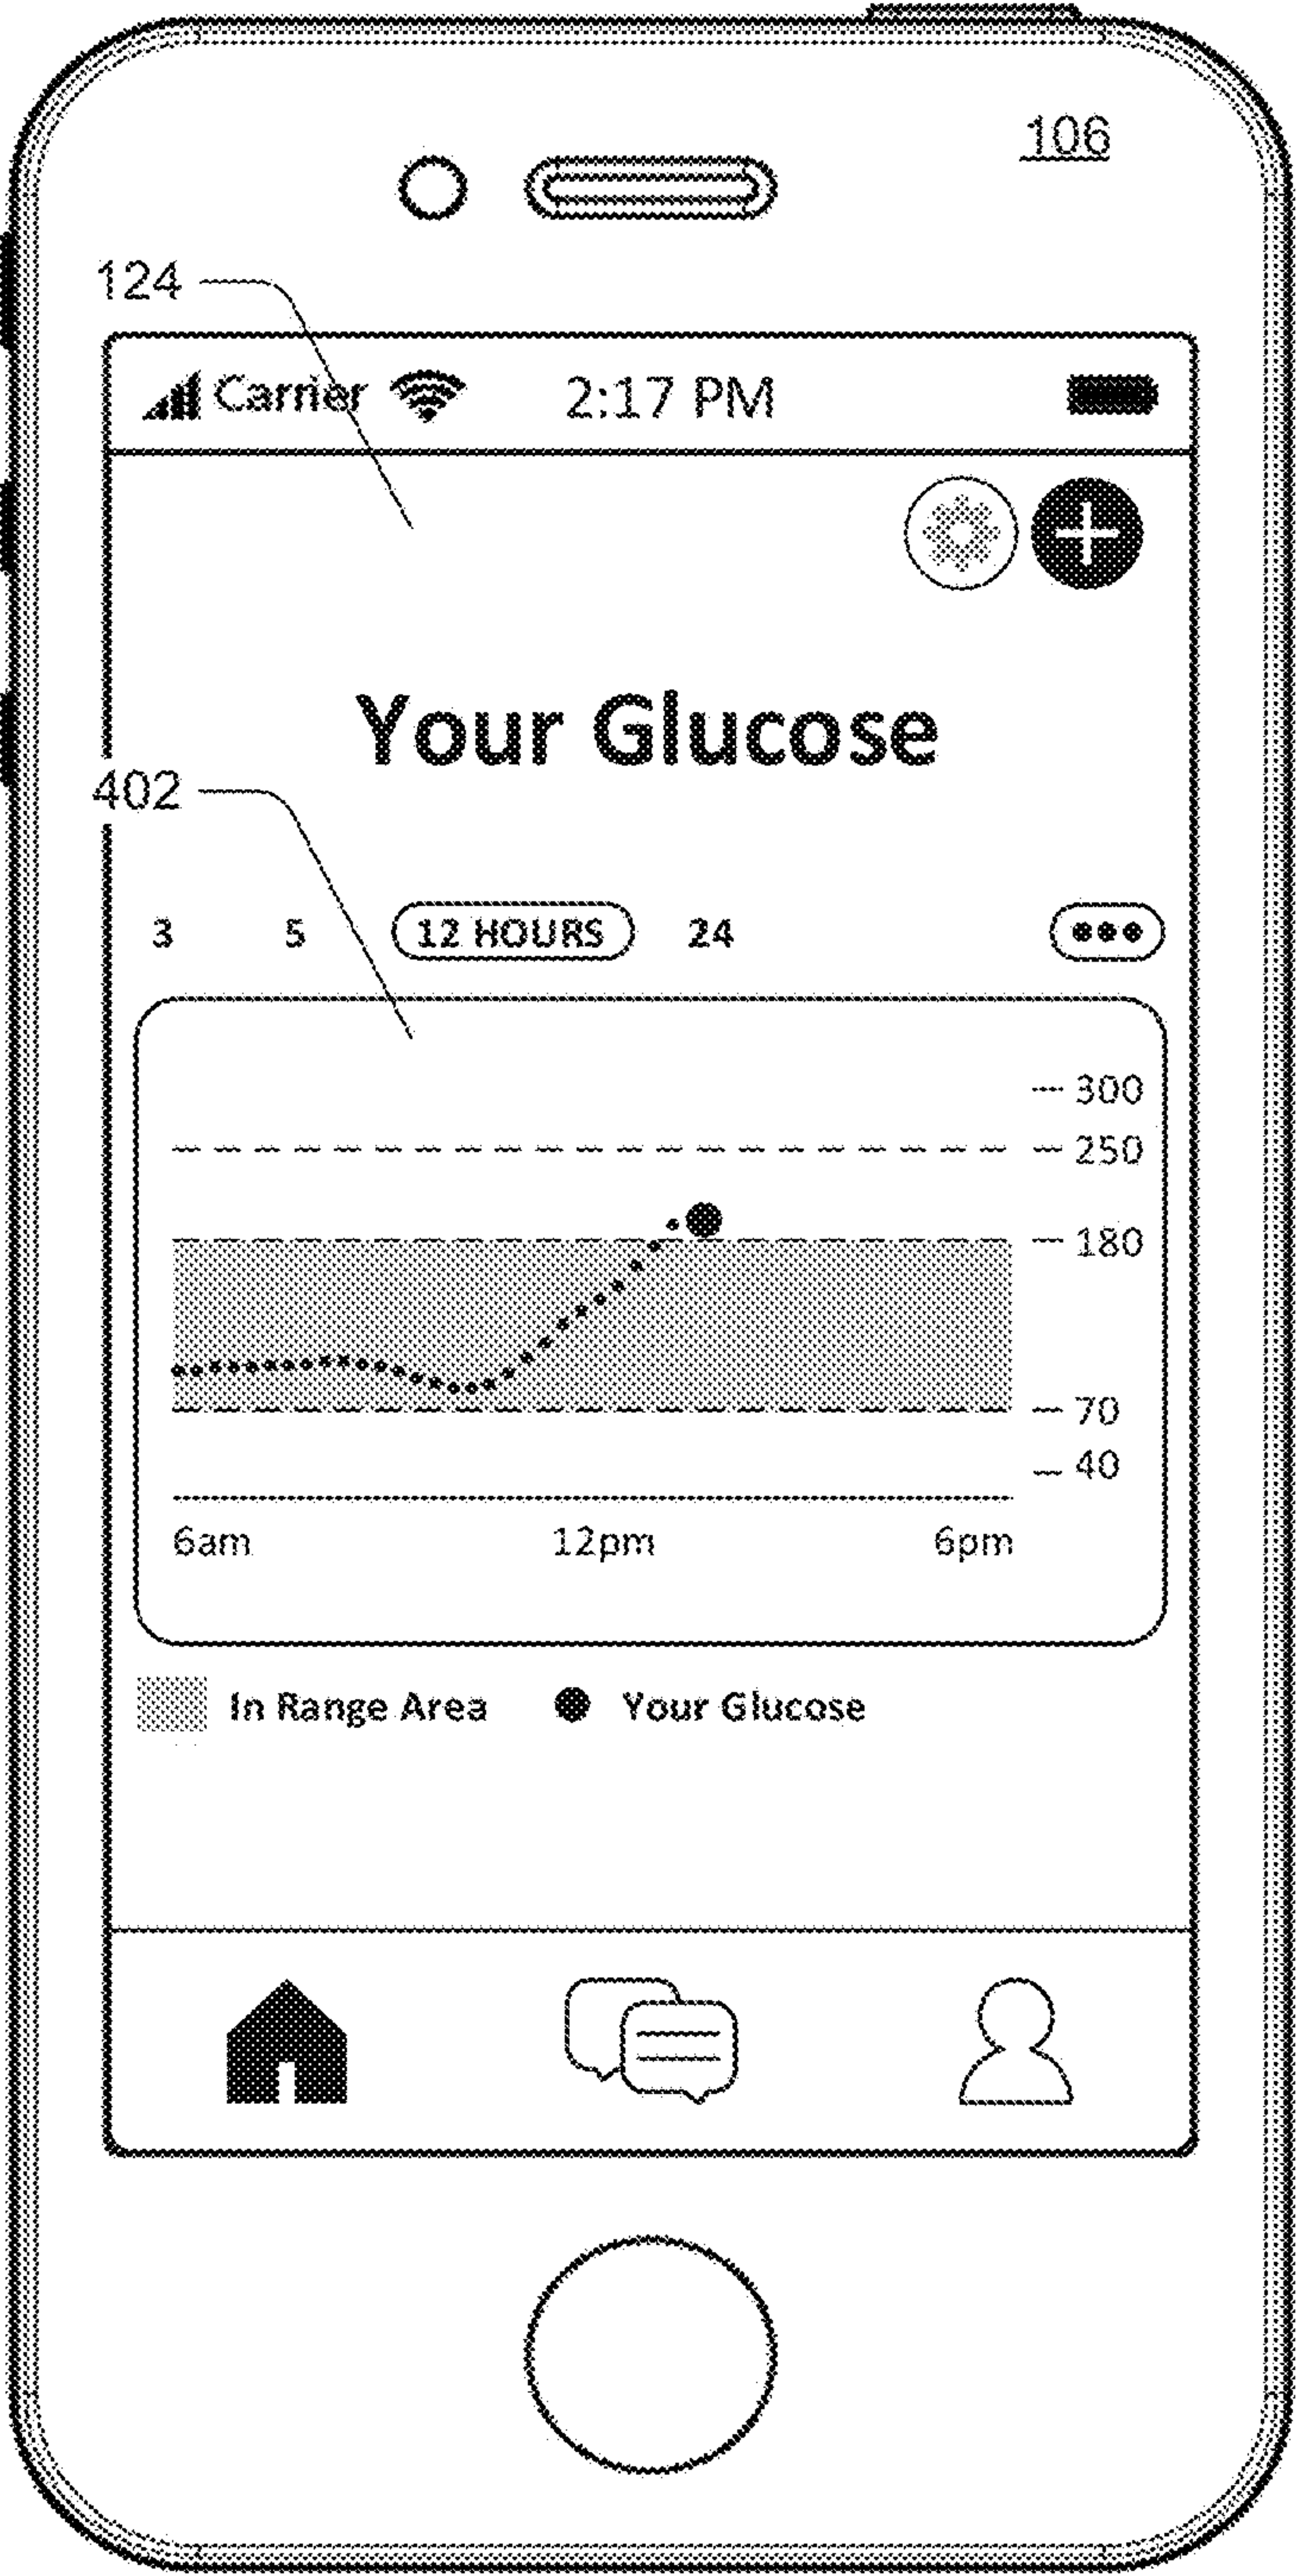 106
124
Carrier 2:17 PM
Your Glucose
402
3 5 12 HOURS 24
300
250
180
70
40
6am 12pm 6pm
In Range Area Your Glucose